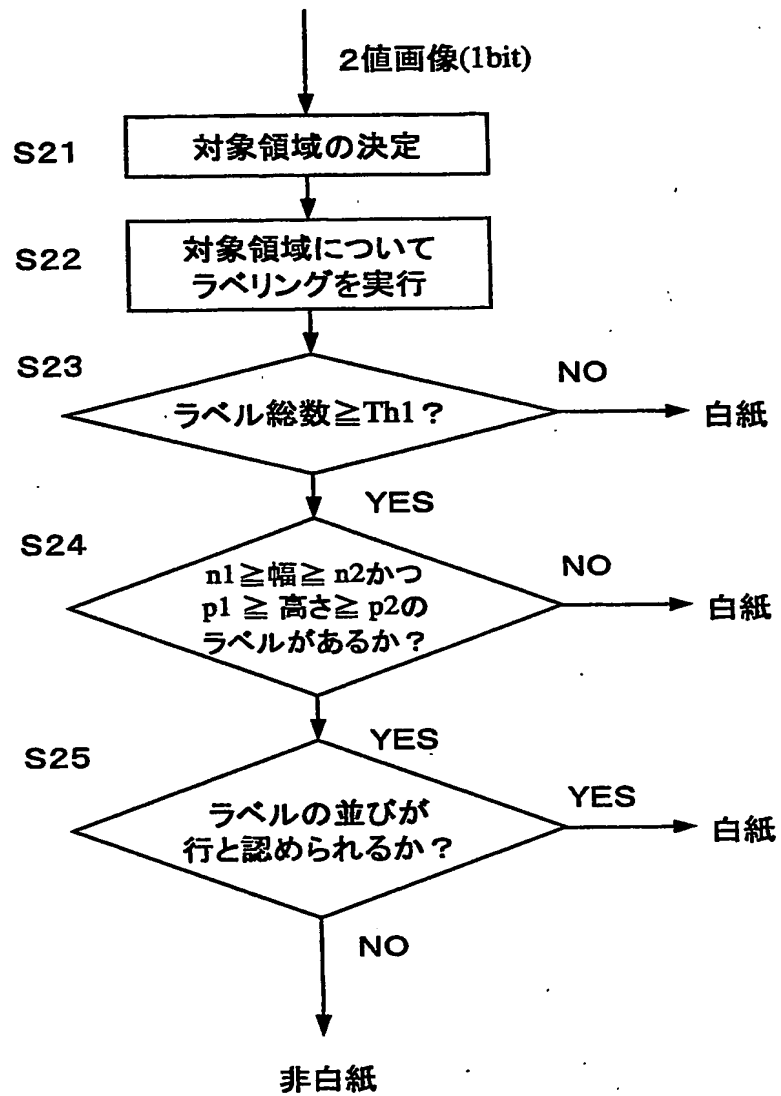 2値画像(1bit)
S21
対象領域の決定
S22
対象領域について
ラベリングを実行
S23
ラベル総数≧Th1？
NO
白紙
YES
S24
n1≧幅≧ n2かつ
p1 ≧ 高さ≧ p2の
ラベルがあるか？
NO
白紙
YES
S25
ラベルの並びが
行と認められるか？
YES
白紙
NO
非白紙